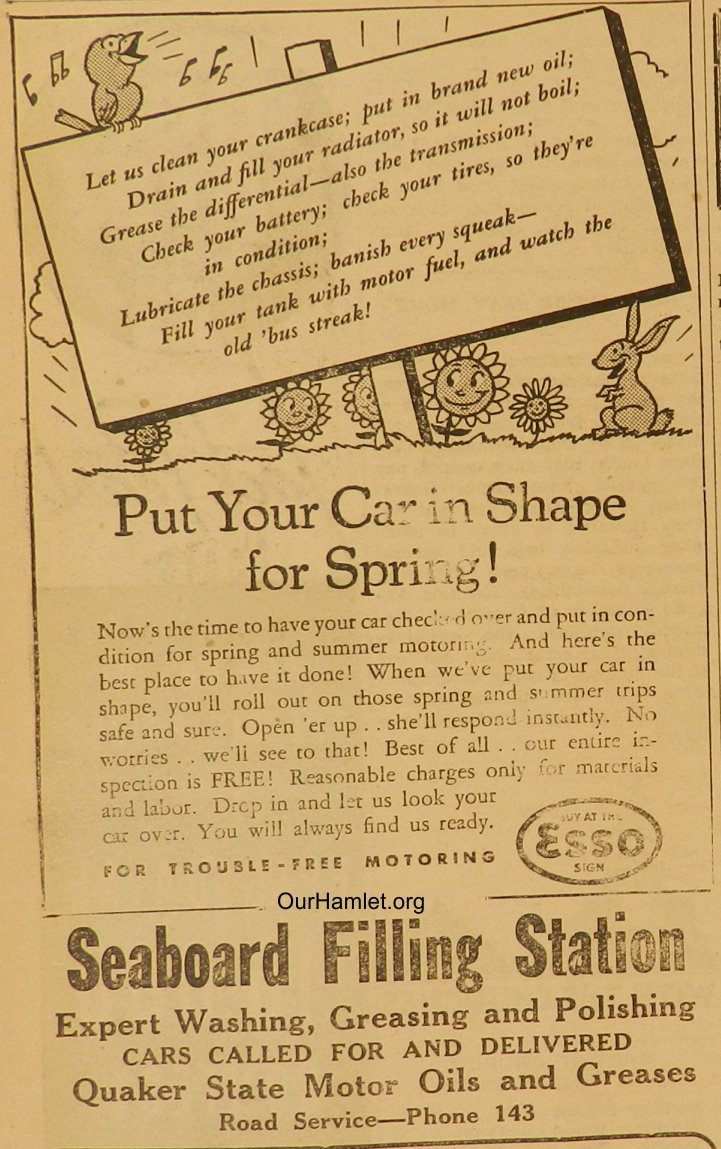 Let us clean your crankcase; put in brand new oil;
Drain and fill your radiator, so it will not boil;
Grease the differential—also the transmission;
Check your battery; check your tires, so they're
in condition;
Lubricate the chassis; banish every squeak—
Fill your tank with motor fuel, and watch the
old 'bus streak!
Put Your Car in Shape
for Spring!
Now's the time to have your car checked over and put in con-
dition for spring and summer motoring. And here's the
best place to have it done! When we've put your car in
shape, you'll roll out on those spring and summer trips
safe and sure. Open 'er up . . she'll respond instantly. No
worries . . we'll see to that! Best of all . . our entire in-
spection is FREE! Reasonable charges only for materials
and labor. Drop in and let us look your
car over. You will always find us ready.
FOR TROUBLE-FREE MOTORING
BUY AT THE
Esso
SIGN
OurHamlet.org
Seaboard Filling Station
Expert Washing, Greasing and Polishing
CARS CALLED FOR AND DELIVERED
Quaker State Motor Oils and Greases
Road Service—Phone 143